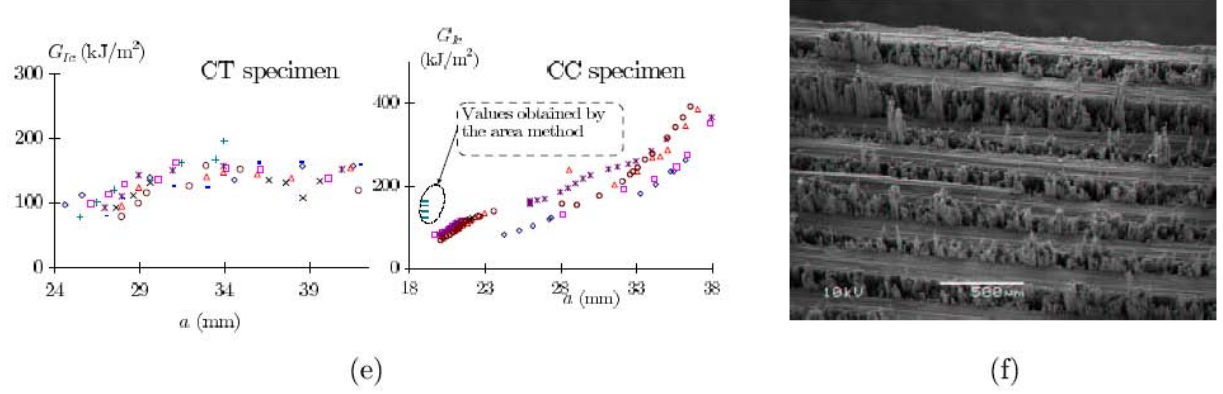 G_Ic (kJ/m²)
CT specimen
300
200
100
0
24
29
34
39
a (mm)
G_Ic
(kJ/m²)
CC specimen
400
Values obtained by
the area method
200
0
18
23
28
33
38
a (mm)
10kV
500µm
(e)
(f)